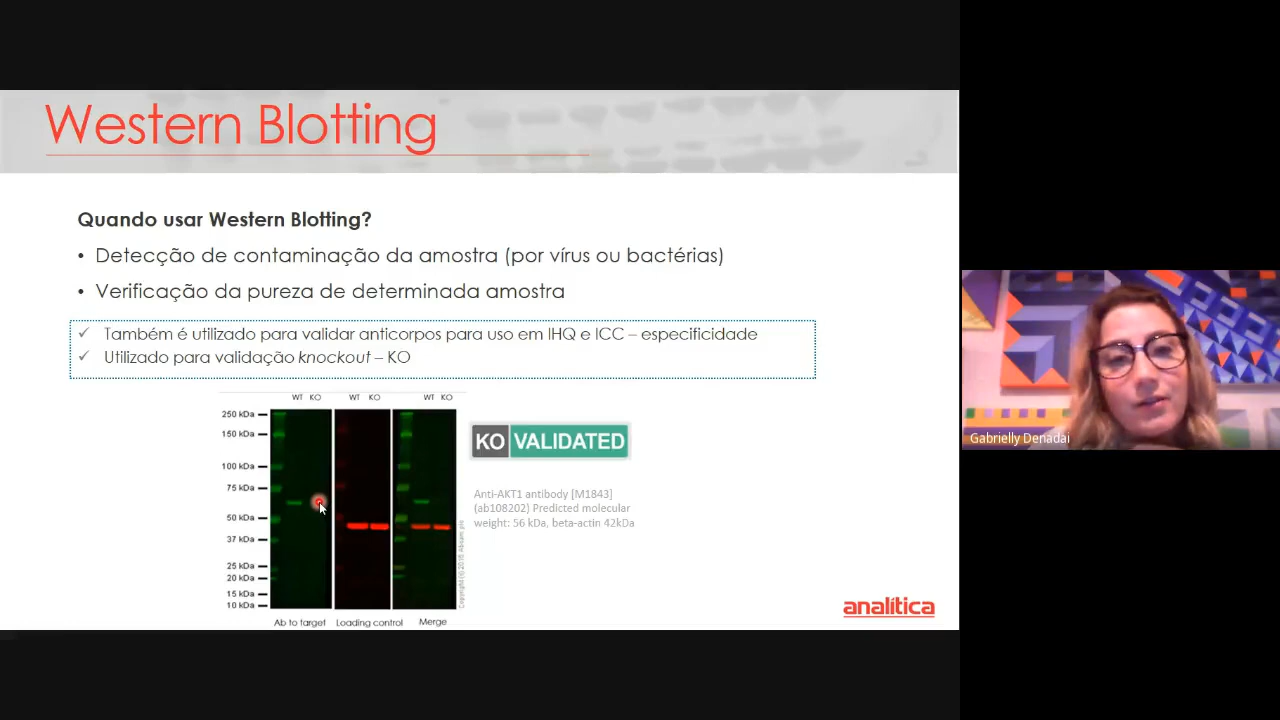 Western Blotting
Quando usar Western Blotting?
• Detecção de contaminação da amostra (por vírus ou bactérias)
• Verificação da pureza de determinada amostra
✓ Também é utilizado para validar anticorpos para uso em IHQ e ICC – especificidade
✓ Utilizado para validação knockout – KO
WT KO WT KO WT KO
250 kDa
150 kDa
100 kDa
75 kDa
50 kDa
37 kDa
25 kDa
20 kDa
15 kDa
10 kDa
Ab to target Loading control Merge
KO VALIDATED
Anti-AKT1 antibody [M1843]
(ab108202) Predicted molecular
weight: 56 kDa, beta-actin 42kDa
analítica
Gabrielly Denadai